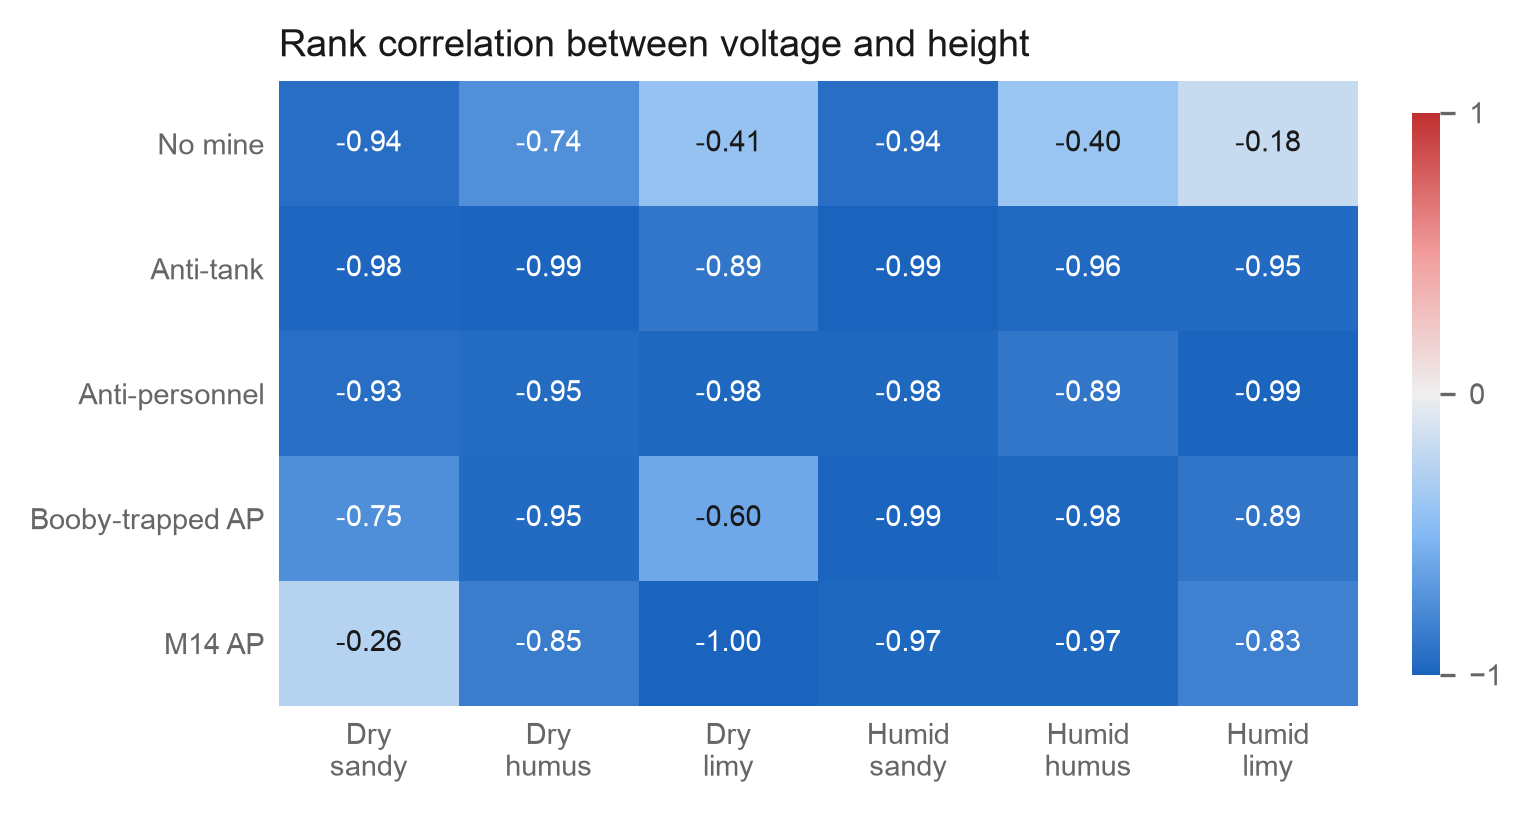 Rank correlation between voltage and height
No mine -0.94 -0.74 -0.41 -0.94 -0.40 -0.18
Anti-tank -0.98 -0.99 -0.89 -0.99 -0.96 -0.95
Anti-personnel -0.93 -0.95 -0.98 -0.98 -0.89 -0.99
Booby-trapped AP -0.75 -0.95 -0.60 -0.99 -0.98 -0.89
M14 AP -0.26 -0.85 -1.00 -0.97 -0.97 -0.83
Dry Dry Dry Humid Humid Humid
sandy humus limy sandy humus limy
1
0
−1